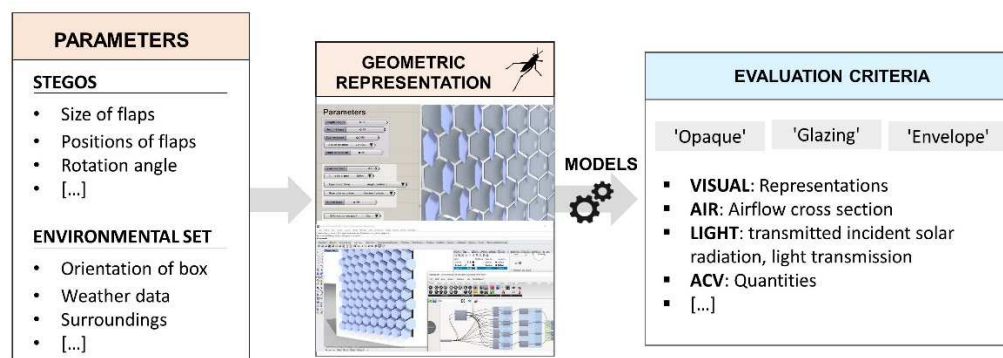 PARAMETERS
STEGOS
• Size of flaps
• Positions of flaps
• Rotation angle
• [...]
ENVIRONMENTAL SET
• Orientation of box
• Weather data
• Surroundings
• [...]
GEOMETRIC
REPRESENTATION
Parameters
MODELS
EVALUATION CRITERIA
'Opaque' 'Glazing' 'Envelope'
▪ VISUAL: Representations
▪ AIR: Airflow cross section
▪ LIGHT: transmitted incident solar
radiation, light transmission
▪ ACV: Quantities
▪ [...]